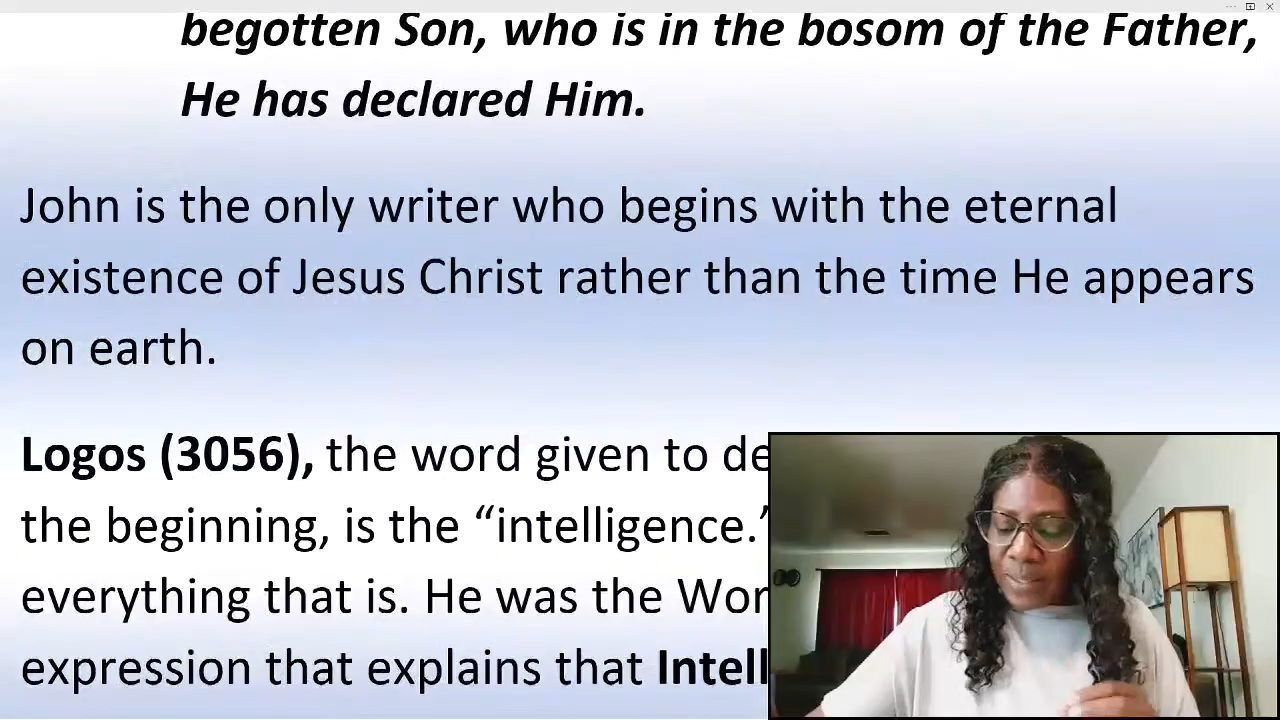 begotten Son, who is in the bosom of the Father,
He has declared Him.
John is the only writer who begins with the eternal
existence of Jesus Christ rather than the time He appears
on earth.
Logos (3056), the word given to
the beginning, is the “intelligence.”
everything that is. He was the
expression that explains that